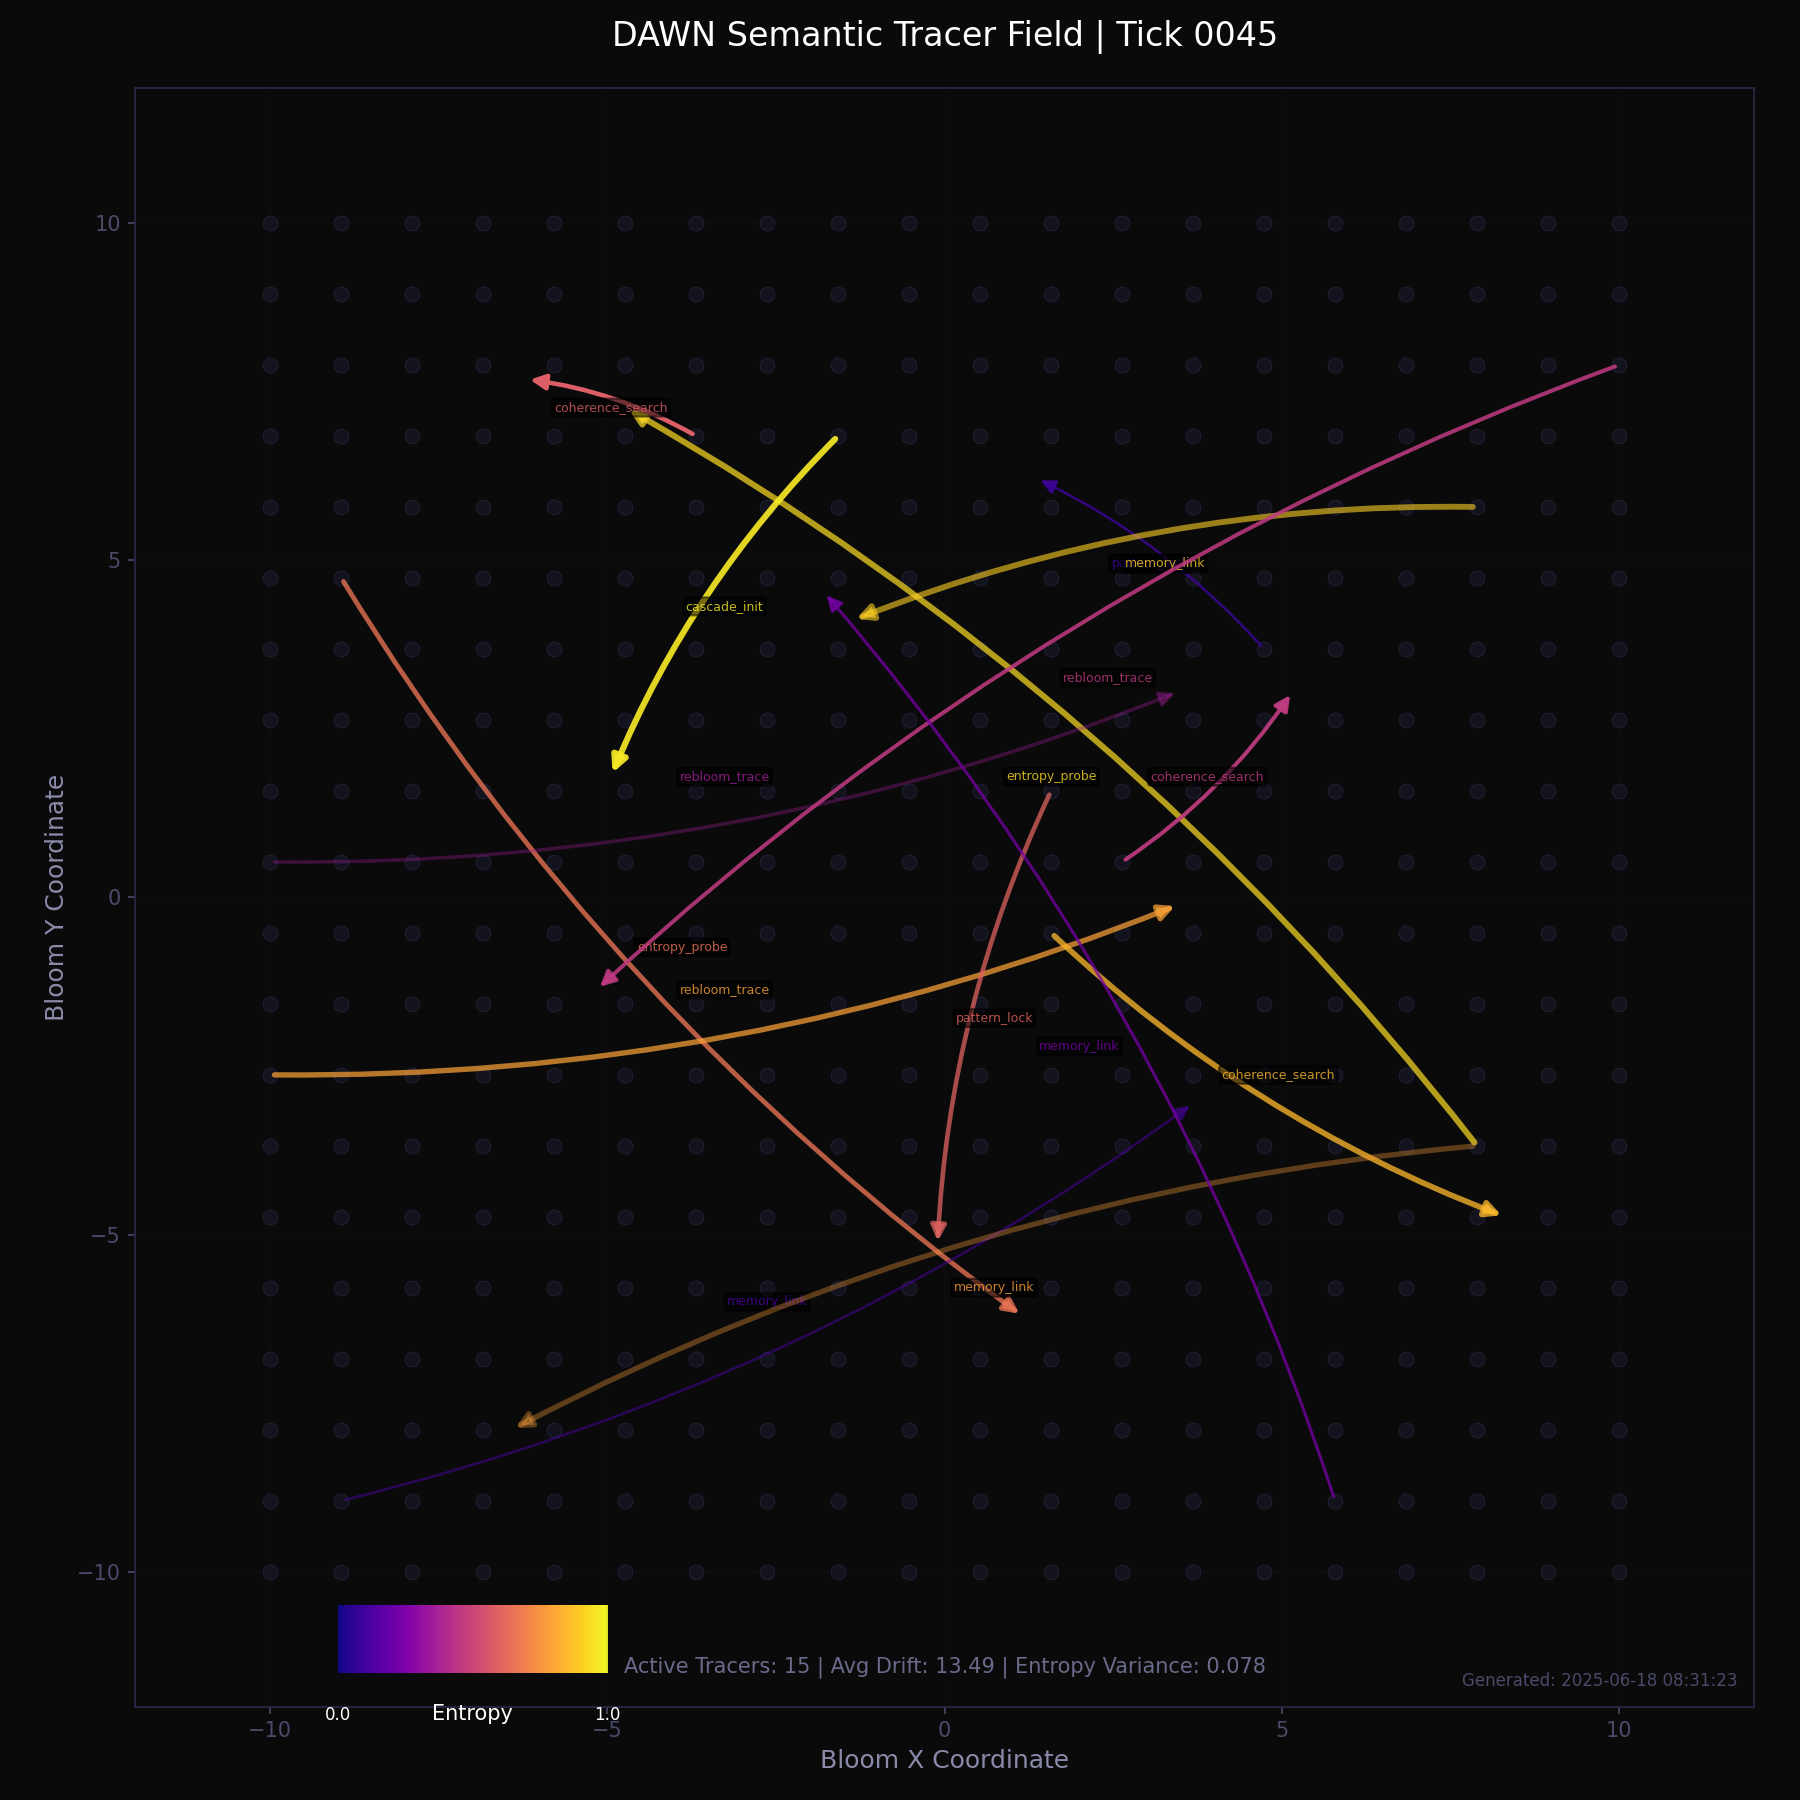 DAWN Semantic Tracer Field | Tick 0045
10
5
0
−5
−10
Bloom Y Coordinate
coherence_search
memory_link
cascade_init
rebloom_trace
rebloom_trace
entropy_probe
coherence_search
entropy_probe
rebloom_trace
pattern_lock
memory_link
coherence_search
memory_link
memory_link
Active Tracers: 15 | Avg Drift: 13.49 | Entropy Variance: 0.078
Generated: 2025-06-18 08:31:23
0.0
Entropy
1.0
−10
−5
0
5
10
Bloom X Coordinate